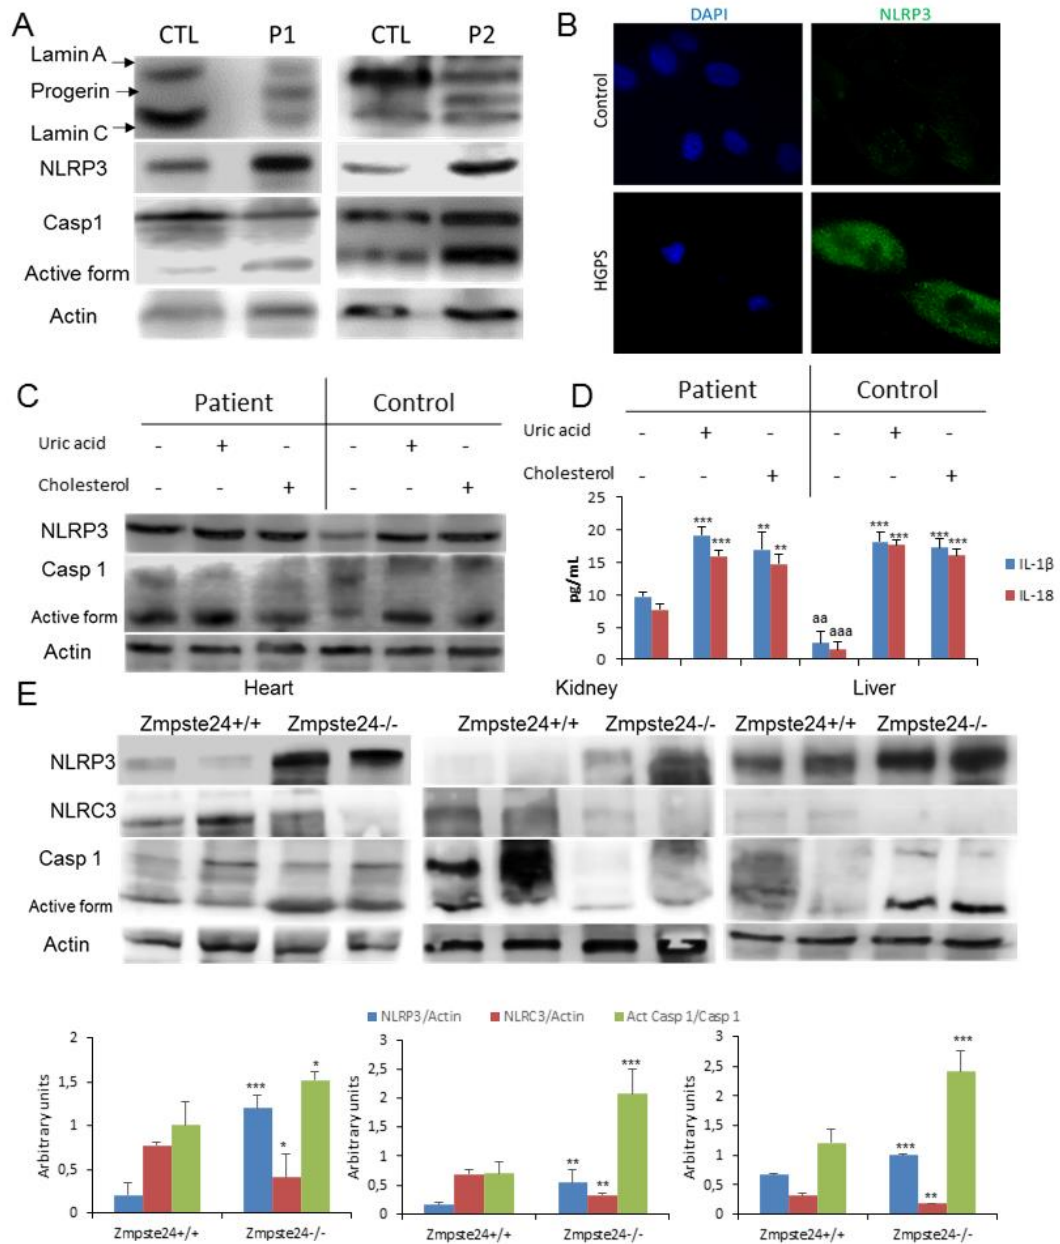 A
CTL P1 CTL P2
Lamin A
Progerin
Lamin C
NLRP3
Casp1
Active form
Actin
B
DAPI NLRP3
Control
HGPS
C
Patient Control
Uric acid - + - - + -
Cholesterol - - + - - +
NLRP3
Casp 1
Active form
Actin
D
Patient Control
Uric acid - + - - + -
Cholesterol - - + - - +
pg/mL
25
20
15
10
5
0
*** *** ** ** aa aaa *** *** *** ***
IL-1β
IL-18
E
Heart Kidney Liver
Zmpste24+/+ Zmpste24-/- Zmpste24+/+ Zmpste24-/- Zmpste24+/+ Zmpste24-/-
NLRP3
NLRC3
Casp 1
Active form
Actin
NLRP3/Actin NLRC3/Actin Act Casp 1/Casp 1
Arbitrary units
2
1,5
1
0,5
0
*** * *
Zmpste24+/+ Zmpste24-/-
Arbitrary units
3
2,5
2
1,5
1
0,5
0
** ** ***
Zmpste24+/+ Zmpste24-/-
Arbitrary units
3
2,5
2
1,5
1
0,5
0
*** ** ***
Zmpste24+/+ Zmpste24-/-